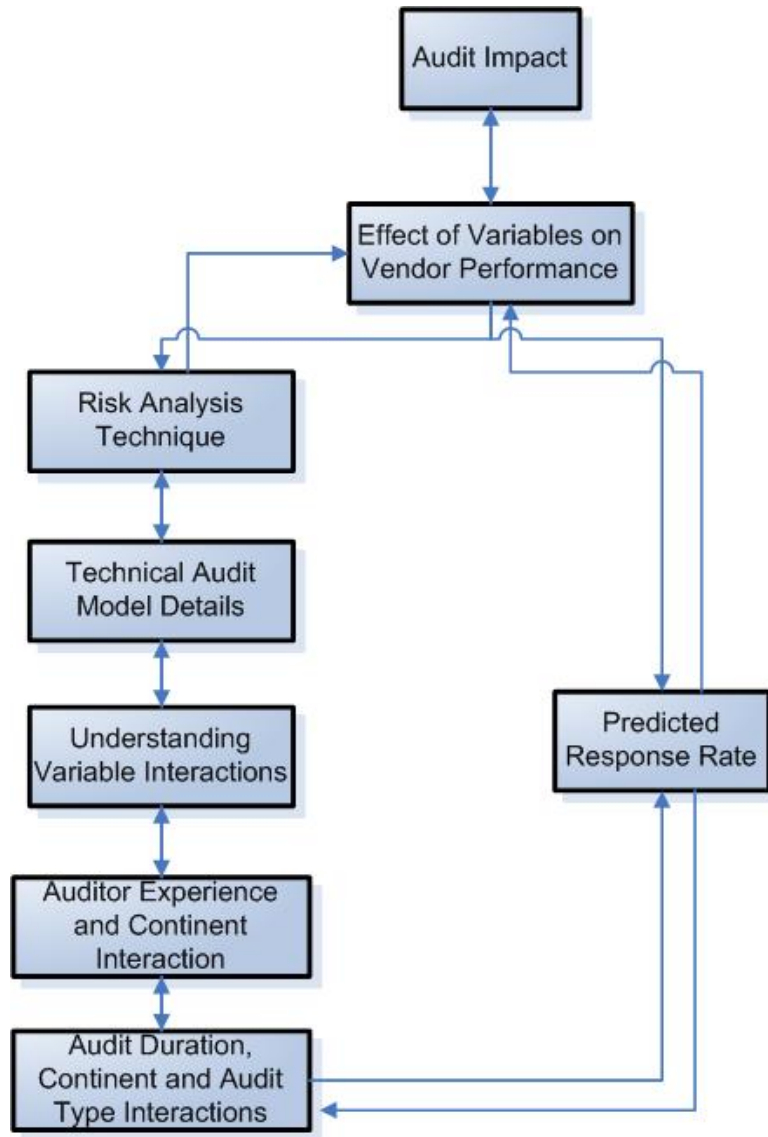 Audit Impact
Effect of Variables on
Vendor Performance
Risk Analysis
Technique
Technical Audit
Model Details
Understanding
Variable Interactions
Predicted
Response Rate
Auditor Experience
and Continent
Interaction
Audit Duration,
Continent and Audit
Type Interactions